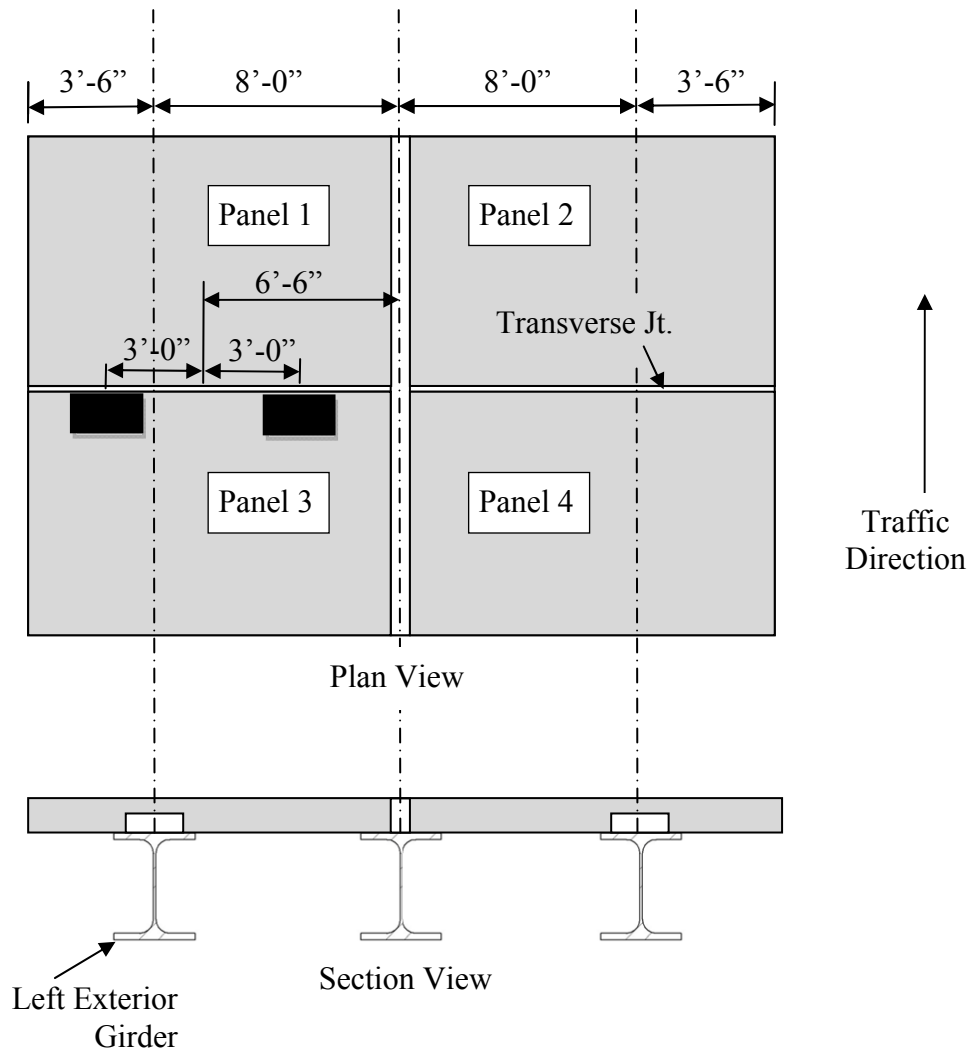 3’-6” 8’-0” 8’-0” 3’-6”
Panel 1 Panel 2
6’-6”
Transverse Jt.
3’-0” 3’-0”
Panel 3 Panel 4
Traffic
Direction
Plan View
Section View
Left Exterior
Girder